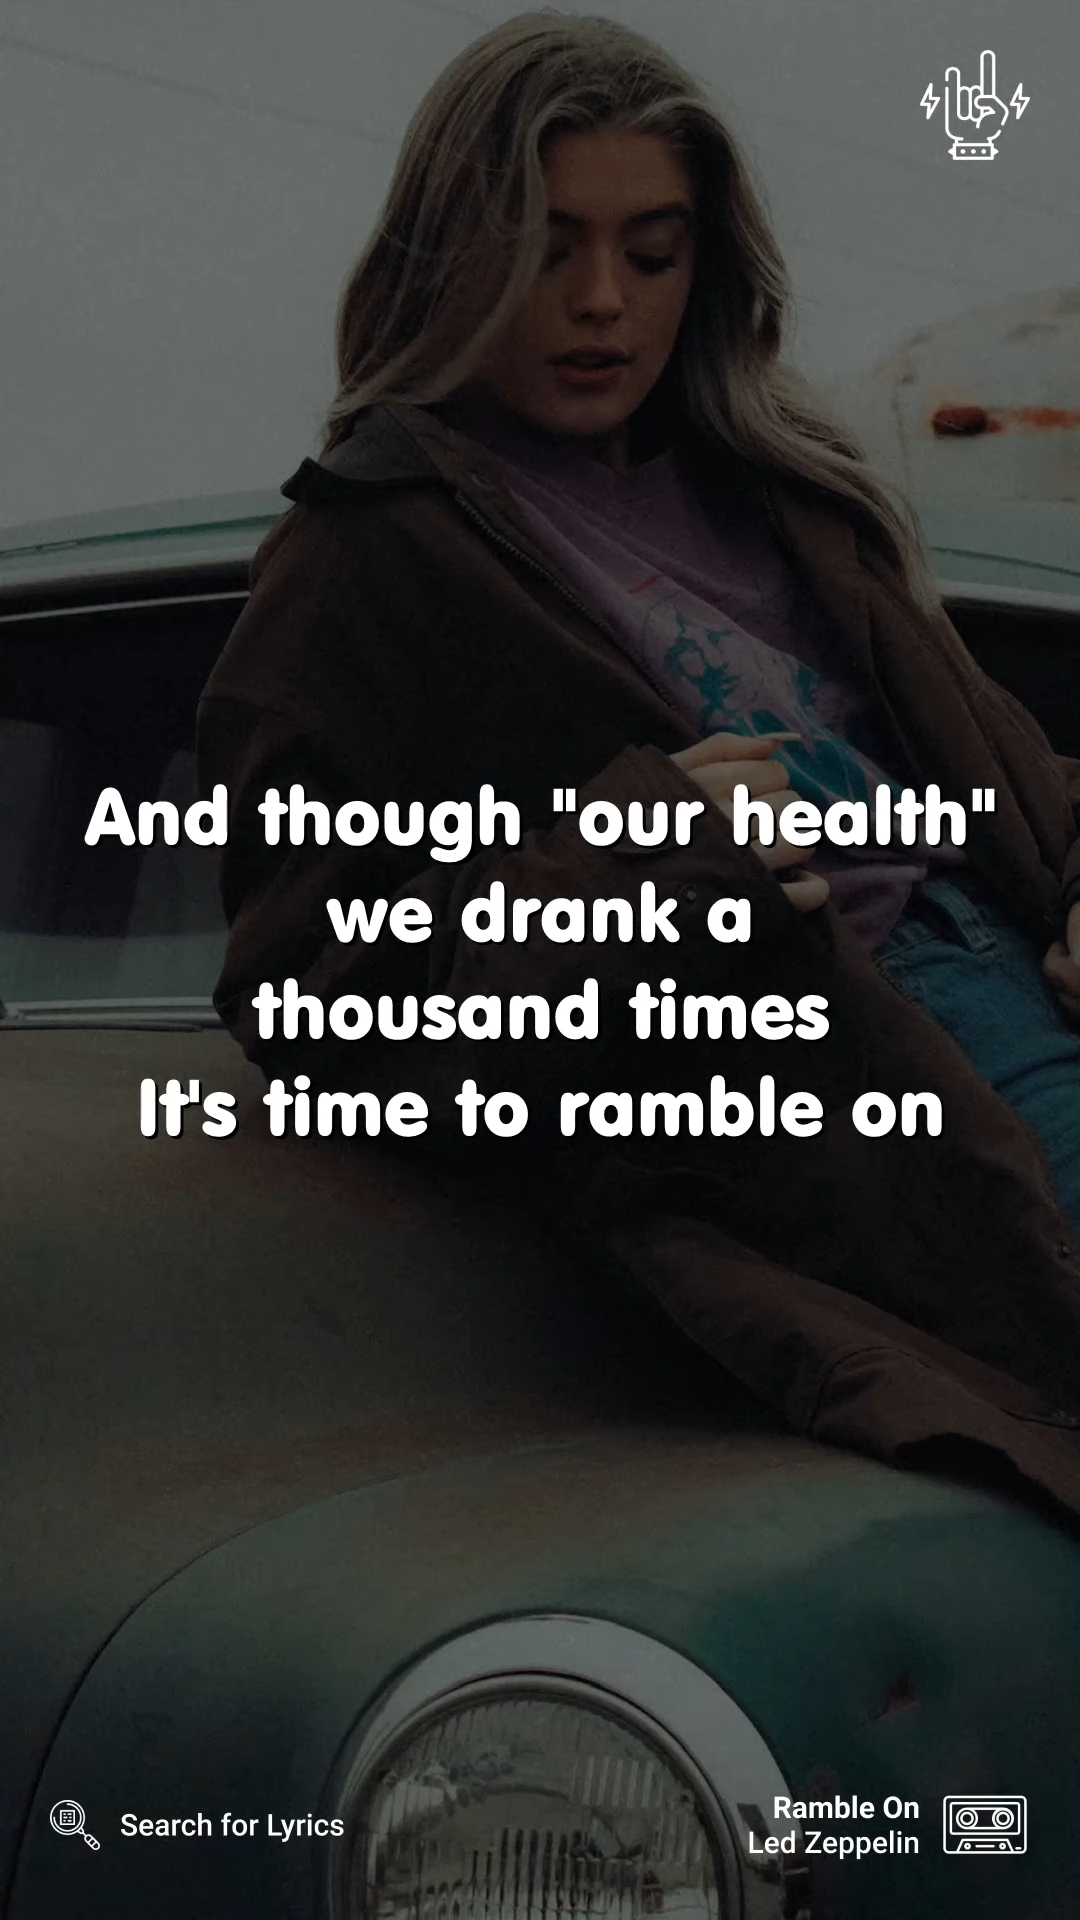 And though "our health"
we drank a
thousand times
It's time to ramble on
Search for Lyrics
Ramble On
Led Zeppelin